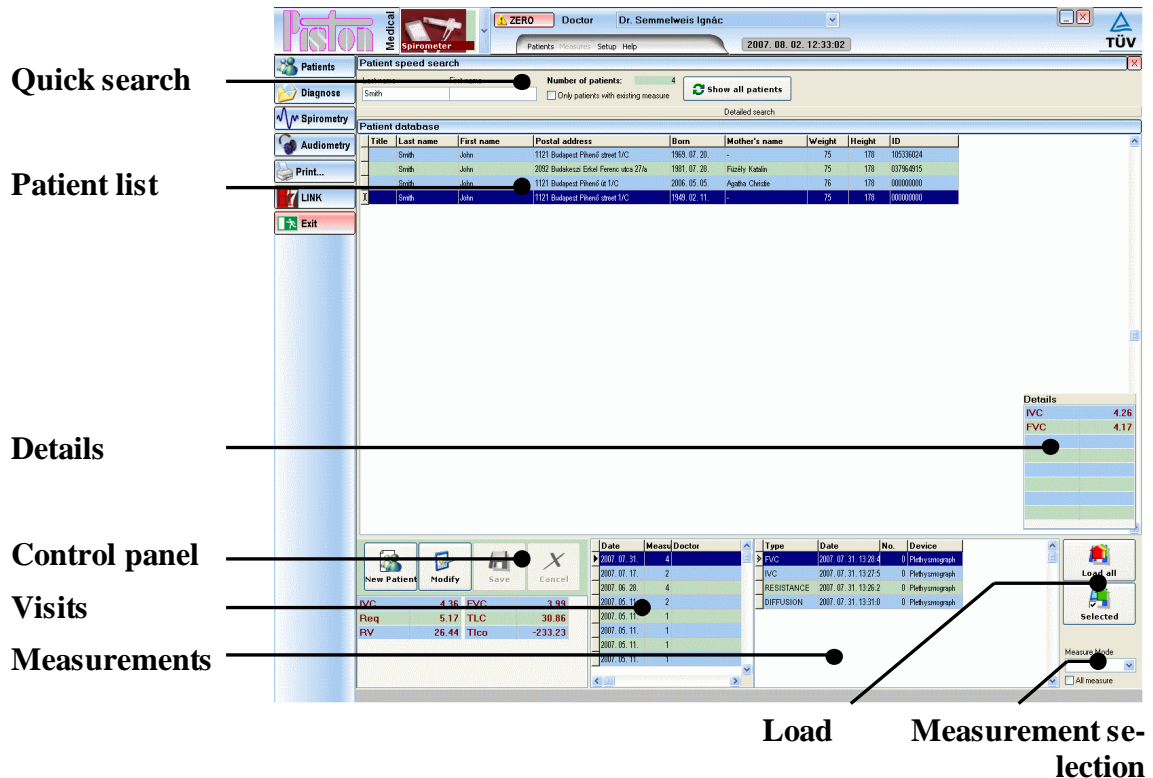 Piston
Medical
Spirometer
ZERO Doctor Dr. Semmelweis Ignác
Patients Measures Setup Help
2007. 08. 02. 12:33:02
TÜV
Patients
Diagnose
Spirometry
Audiometry
Print...
LINK
Exit
Quick search
Patient list
Details
Control panel
Visits
Measurements
Patient speed search
Last name First name Number of patients: 4
Smith Only patients with existing measure Show all patients
Detailed search
Patient database
Title Last name First name Postal address Born Mother's name Weight Height ID
Smith John 1121 Budapest Pihenő street 1/C 1969. 07. 20. - 75 178 105336024
Smith John 2092 Budakeszi Erkel Ferenc utca 27/a 1981. 07. 28. Füzély Katalin 75 178 037964915
Smith John 1121 Budapest Pihenő út 1/C 2006. 05. 05. Agatha Christie 76 178 000000000
Smith John 1121 Budapest Pihenő street 1/C 1949. 02. 11. - 75 178 000000000
Details
IVC 4.26
FVC 4.17
New Patient Modify Save Cancel
IVC 4.36 FVC 3.99
Req 5.17 TLC 30.86
RV 26.44 Tlco -233.23
Date Measu Doctor
2007. 07. 31. 4
2007. 07. 17. 2
2007. 06. 28. 4
2007. 05. 11. 2
2007. 05. 11. 1
2007. 05. 11. 1
2007. 05. 11. 1
2007. 05. 11. 1
Type Date No. Device
FVC 2007. 07. 31. 13:28:4 0 Plethysmograph
IVC 2007. 07. 31. 13:27:5 0 Plethysmograph
RESISTANCE 2007. 07. 31. 13:26:2 0 Plethysmograph
DIFFUSION 2007. 07. 31. 13:31:0 0 Plethysmograph
Load all
Selected
Measure Mode
All measure
Load
Measurement se-
lection